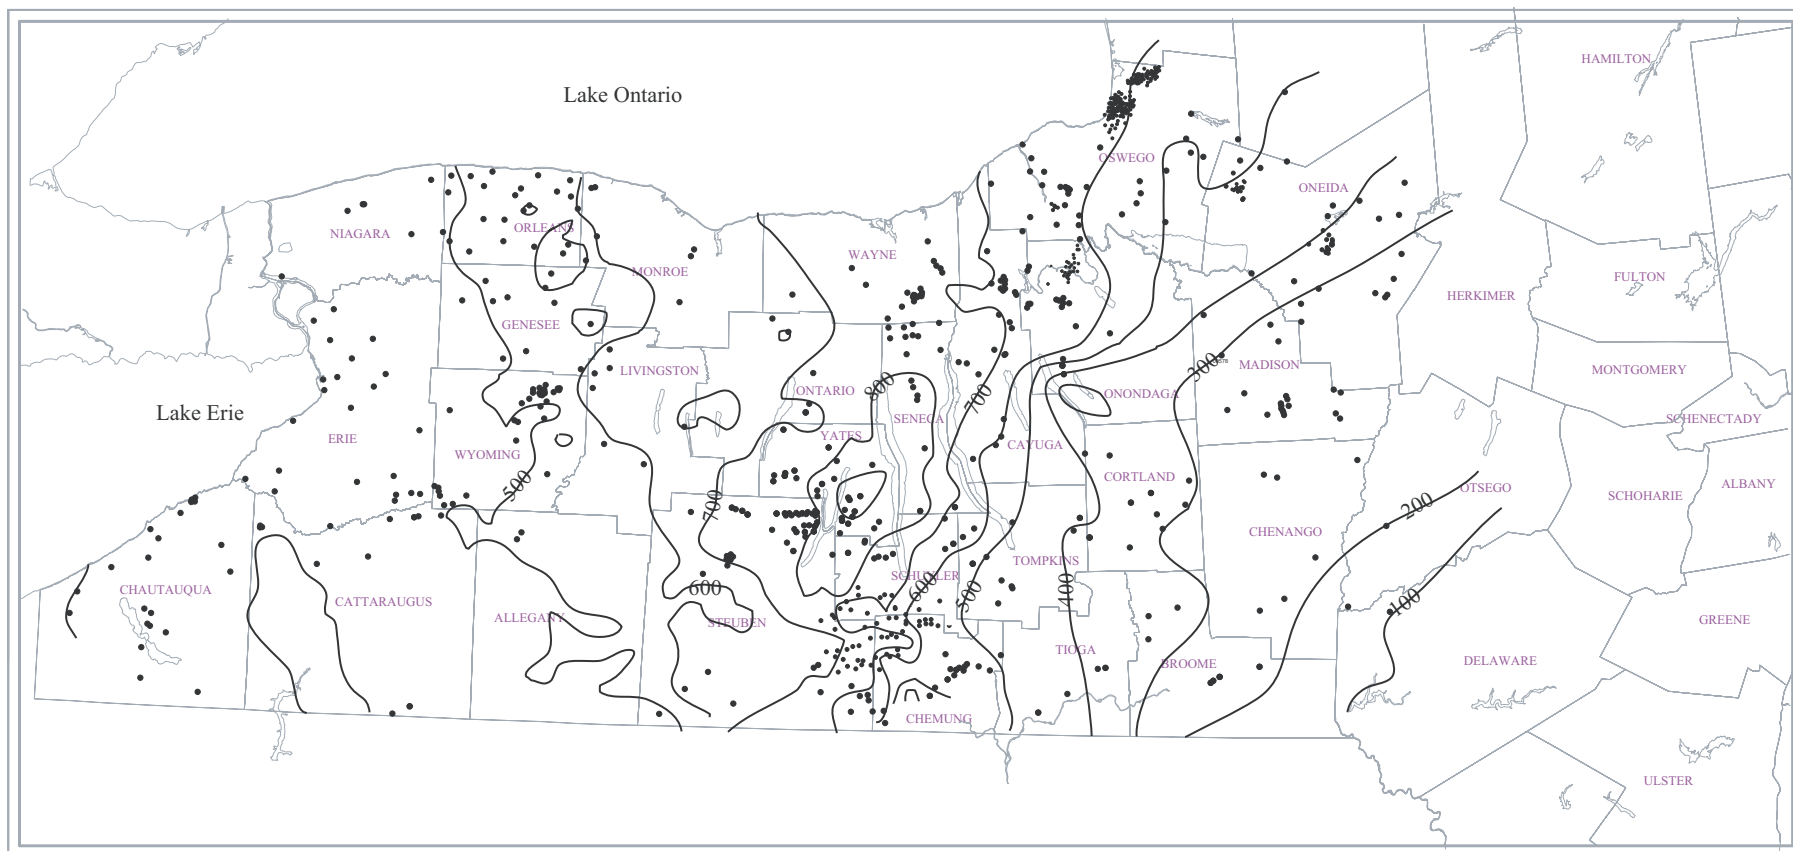 HAMILTON
Lake Ontario
OSWEGO
ONEIDA
NIAGARA
ORLEANS
WAYNE
MONROE
FULTON
HERKIMER
GENESEE
300
MADISON
LIVINGSTON
MONTGOMERY
800
ONTARIO
700
ONONDAGA
Lake Erie
SENECA
SCHENECTADY
ERIE
YATES
CAYUGA
WYOMING
CORTLAND
500
OTSEGO
SCHOHARIE
ALBANY
700
200
CHENANGO
TOMPKINS
SCHUYLER
CHAUTAUQUA
600
600
500
400
100
CATTARAUGUS
ALLEGANY
STEUBEN
GREENE
TIOGA
BROOME
DELAWARE
CHEMUNG
ULSTER